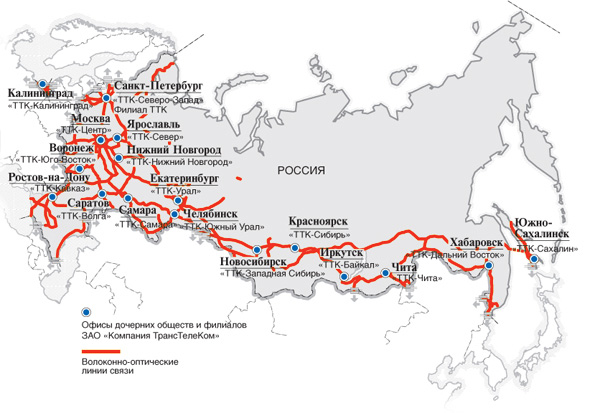 Санкт-Петербург
«ТТК-Северо-Запад»
Филиал ТТК
Калининград
«ТТК-Калининград»
Москва
«ТТК-Центр»
Ярославль
«ТТК-Север»
Воронеж
«ТТК-Юго-Восток»
Нижний Новгород
«ТТК-Нижний Новгород»
Ростов-на-Дону
«ТТК-Кавказ»
Екатеринбург
«ТТК-Урал»
РОССИЯ
Саратов
«ТТК-Волга»
Самара
«ТТК-Самара»
Челябинск
«ТТК-Южный Урал»
Красноярск
«ТТК-Сибирь»
Новосибирск
«ТТК-Западная Сибирь»
Иркутск
«ТТК-Байкал»
Чита
«ТТК-Чита»
Хабаровск
«ТТК-Дальний Восток»
Южно-
Сахалинск
«ТТК-Сахалин»
Офисы дочерних обществ и филиалов
ЗАО «Компания ТрансТелеКом»
Волоконно-оптические
линии связи